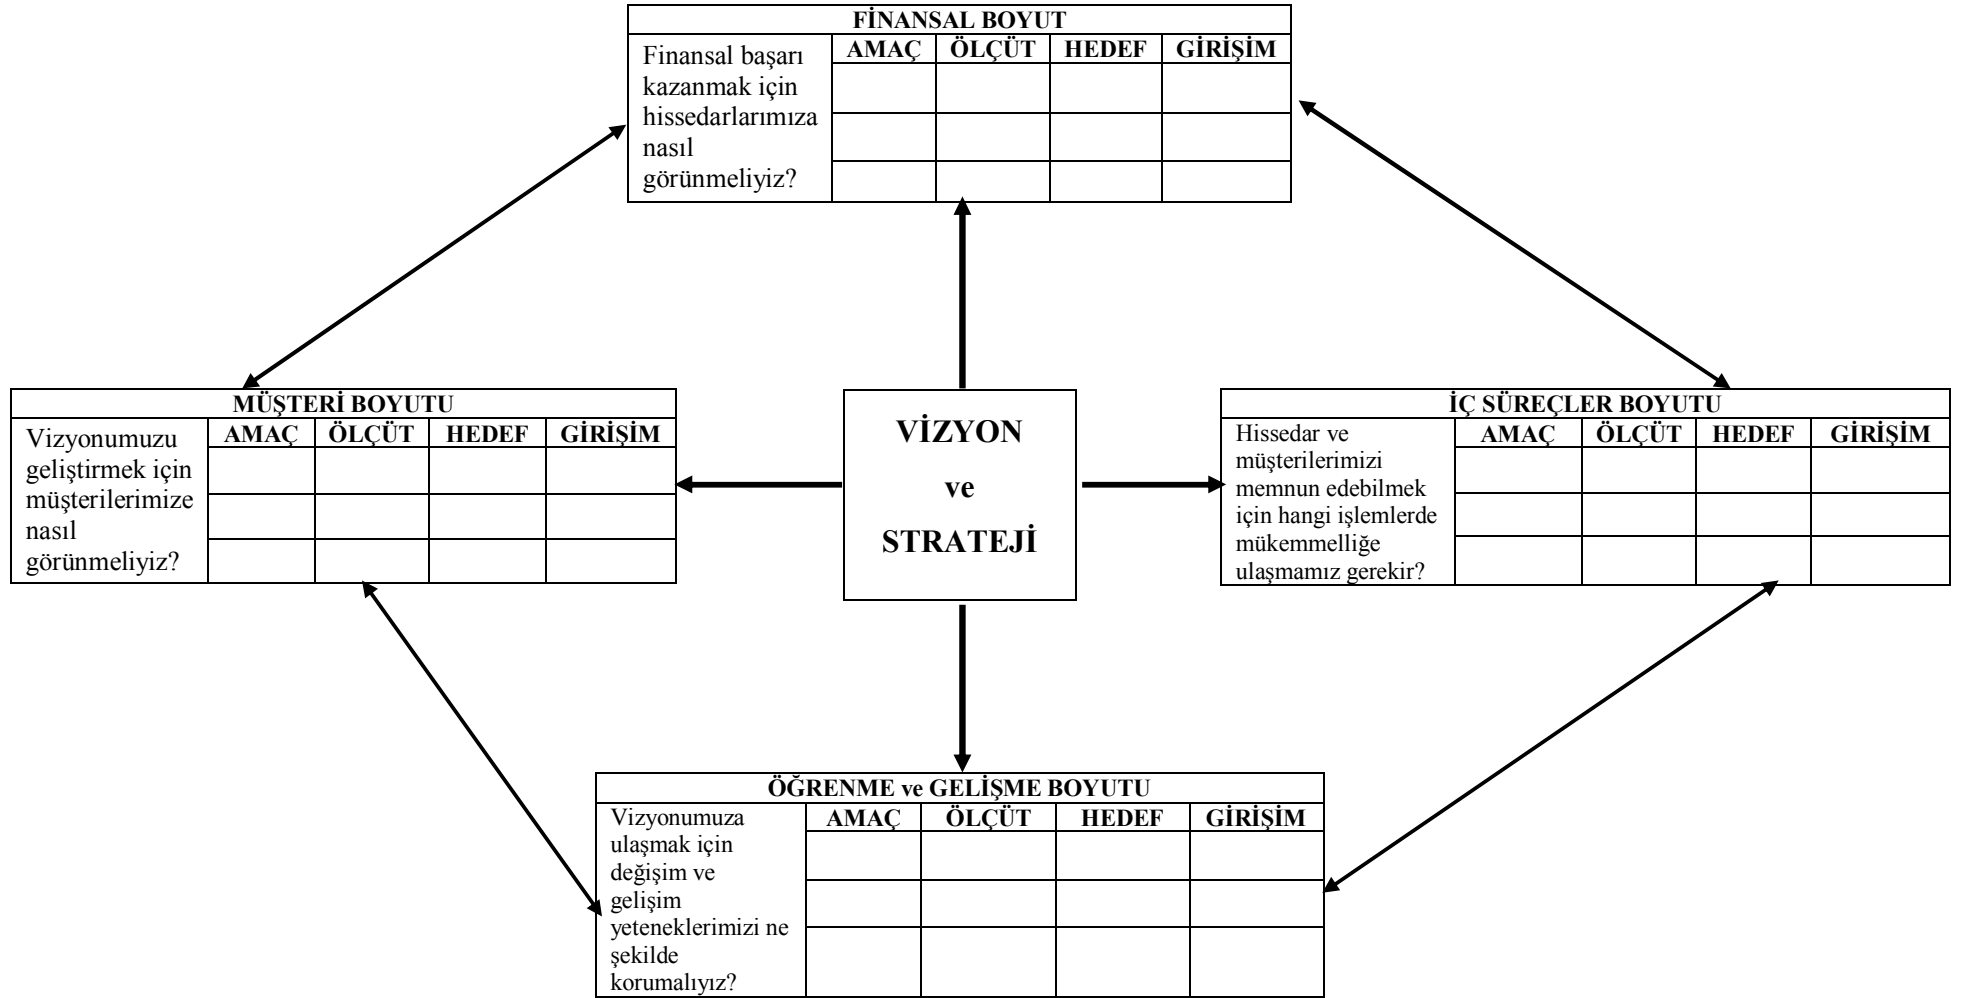 FİNANSAL BOYUT
Finansal başarı
kazanmak için
hissedarlarımıza
nasıl
görünmeliyiz?
AMAÇ ÖLÇÜT HEDEF GİRİŞİM
MÜŞTERİ BOYUTU
Vizyonumuzu
geliştirmek için
müşterilerimize
nasıl
görünmeliyiz?
AMAÇ ÖLÇÜT HEDEF GİRİŞİM
VİZYON
ve
STRATEJİ
İÇ SÜREÇLER BOYUTU
Hissedar ve
müşterilerimizi
memnun edebilmek
için hangi işlemlerde
mükemmelliğe
ulaşmamız gerekir?
AMAÇ ÖLÇÜT HEDEF GİRİŞİM
ÖĞRENME ve GELİŞME BOYUTU
Vizyonumuza
ulaşmak için
değişim ve
gelişim
yeteneklerimizi ne
şekilde
korumalıyız?
AMAÇ ÖLÇÜT HEDEF GİRİŞİM